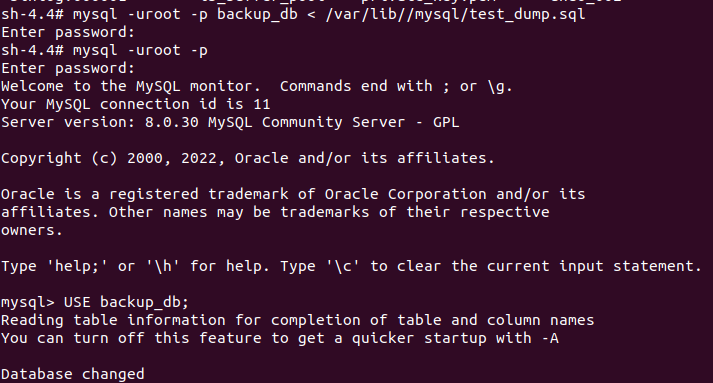 sh-4.4# mysql -uroot -p backup_db < /var/lib//mysql/test_dump.sql
Enter password:
sh-4.4# mysql -uroot -p
Enter password:
Welcome to the MySQL monitor.  Commands end with ; or \g.
Your MySQL connection id is 11
Server version: 8.0.30 MySQL Community Server - GPL

Copyright (c) 2000, 2022, Oracle and/or its affiliates.

Oracle is a registered trademark of Oracle Corporation and/or its
affiliates. Other names may be trademarks of their respective
owners.

Type 'help;' or '\h' for help. Type '\c' to clear the current input statement.

mysql> USE backup_db;
Reading table information for completion of table and column names
You can turn off this feature to get a quicker startup with -A

Database changed